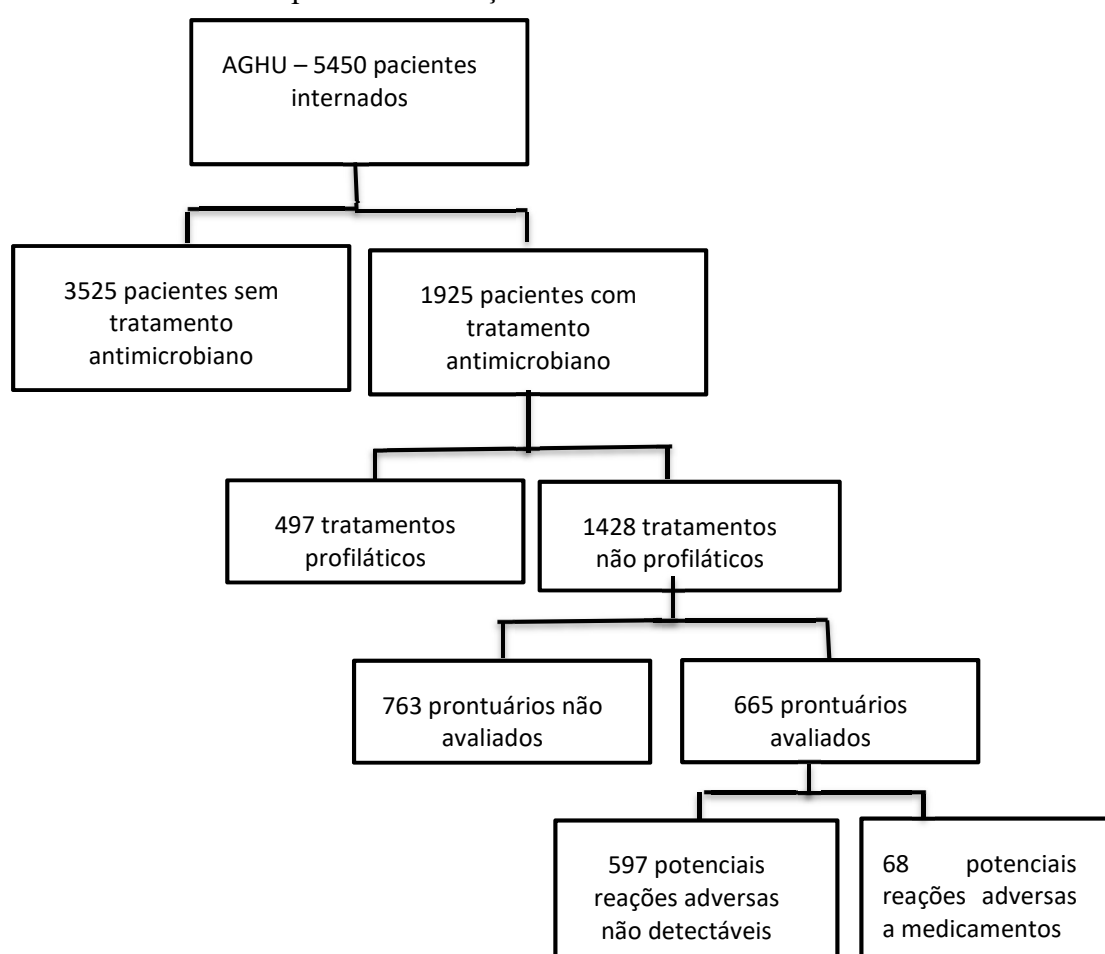 AGHU – 5450 pacientes
internados
3525 pacientes sem
tratamento
antimicrobiano
1925 pacientes com
tratamento
antimicrobiano
497 tratamentos
profiláticos
1428 tratamentos
não profiláticos
763 prontuários não
avaliados
665 prontuários
avaliados
597 potenciais
reações adversas
não detectáveis
68 potenciais
reações adversas
a medicamentos